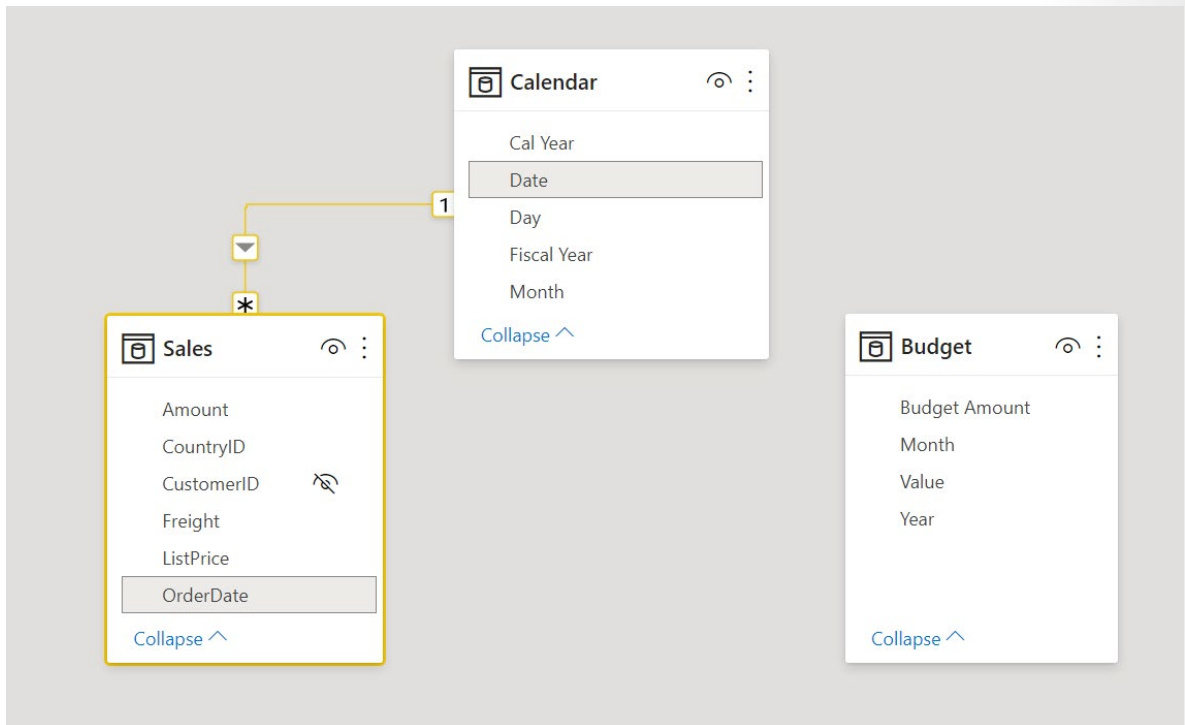 Calendar
Cal Year
Date
Day
Fiscal Year
Month
Collapse
1
*
Sales
Amount
CountryID
CustomerID
Freight
ListPrice
OrderDate
Collapse
Budget
Budget Amount
Month
Value
Year
Collapse